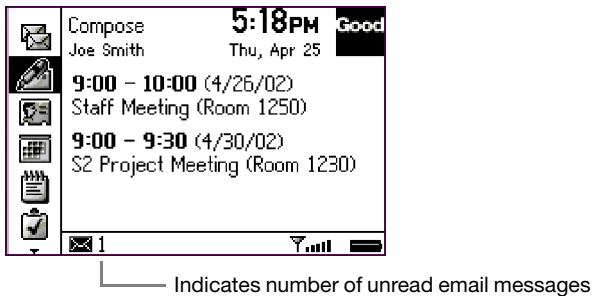 Compose 5:18PM Good
Joe Smith Thu, Apr 25
9:00 - 10:00 (4/26/02)
Staff Meeting (Room 1250)
9:00 - 9:30 (4/30/02)
S2 Project Meeting (Room 1230)
1
Indicates number of unread email messages